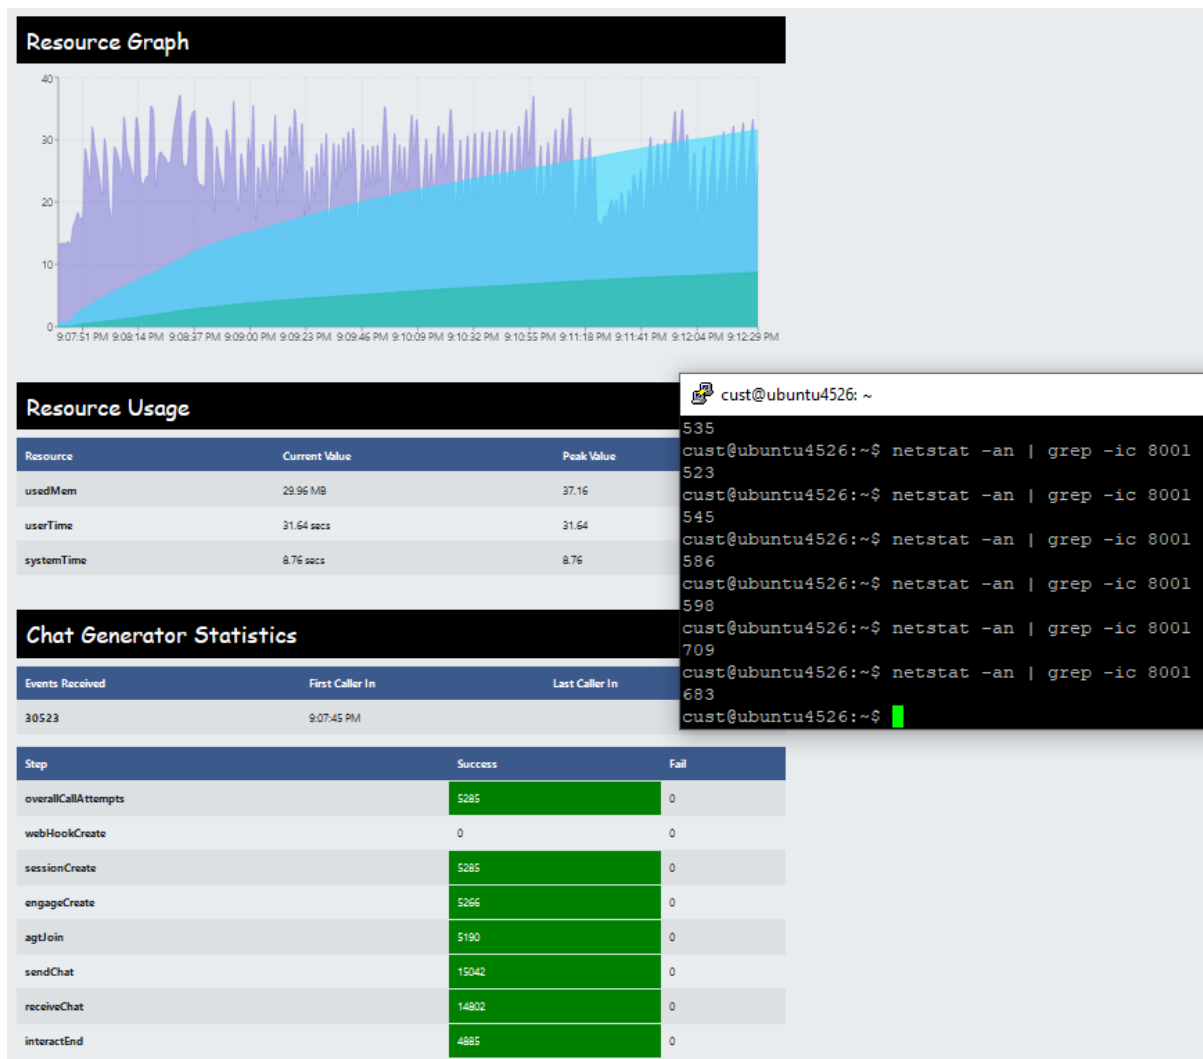 Resource Graph
40
30
20
10
0
9:07:51 PM 9:08:14 PM 9:08:37 PM 9:09:00 PM 9:09:23 PM 9:09:46 PM 9:10:09 PM 9:10:32 PM 9:10:55 PM 9:11:18 PM 9:11:41 PM 9:12:04 PM 9:12:29 PM
Resource Usage
Resource Current Value Peak Value
usedMem 29.96 MB 37.16
userTime 31.64 secs 31.64
systemTime 8.76 secs 8.76
cust@ubuntu4526: ~
535
cust@ubuntu4526:~$ netstat -an | grep -ic 8001
523
cust@ubuntu4526:~$ netstat -an | grep -ic 8001
545
cust@ubuntu4526:~$ netstat -an | grep -ic 8001
586
cust@ubuntu4526:~$ netstat -an | grep -ic 8001
598
cust@ubuntu4526:~$ netstat -an | grep -ic 8001
709
cust@ubuntu4526:~$ netstat -an | grep -ic 8001
683
cust@ubuntu4526:~$
Chat Generator Statistics
Events Received First Caller In Last Caller In
30523 9:07:45 PM
Step Success Fail
overallCallAttempts 5285 0
webHookCreate 0 0
sessionCreate 5285 0
engageCreate 5266 0
agtJoin 5190 0
sendChat 15042 0
receiveChat 14802 0
interactEnd 4885 0